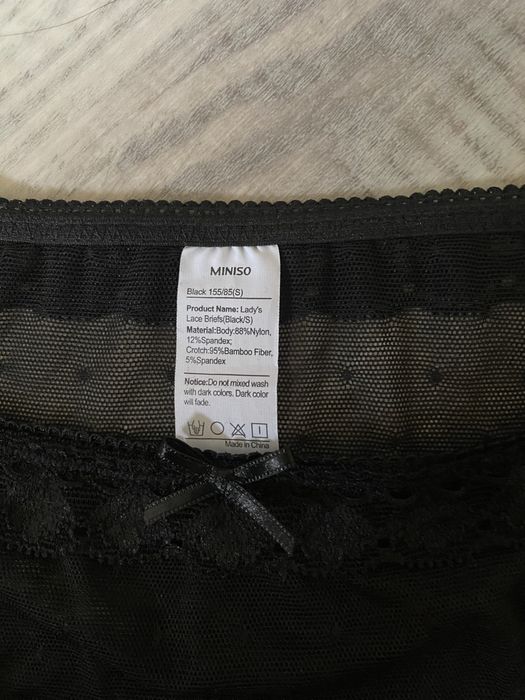 MINISO
Black 155/85(S)
Product Name: Lady's
Lace Briefs(Black/S)
Material:Body:88%Nylon,
12%Spandex;
Crotch:95%Bamboo Fiber,
5%Spandex
Notice:Do not mixed wash
with dark colors. Dark color
will fade.
Made in China